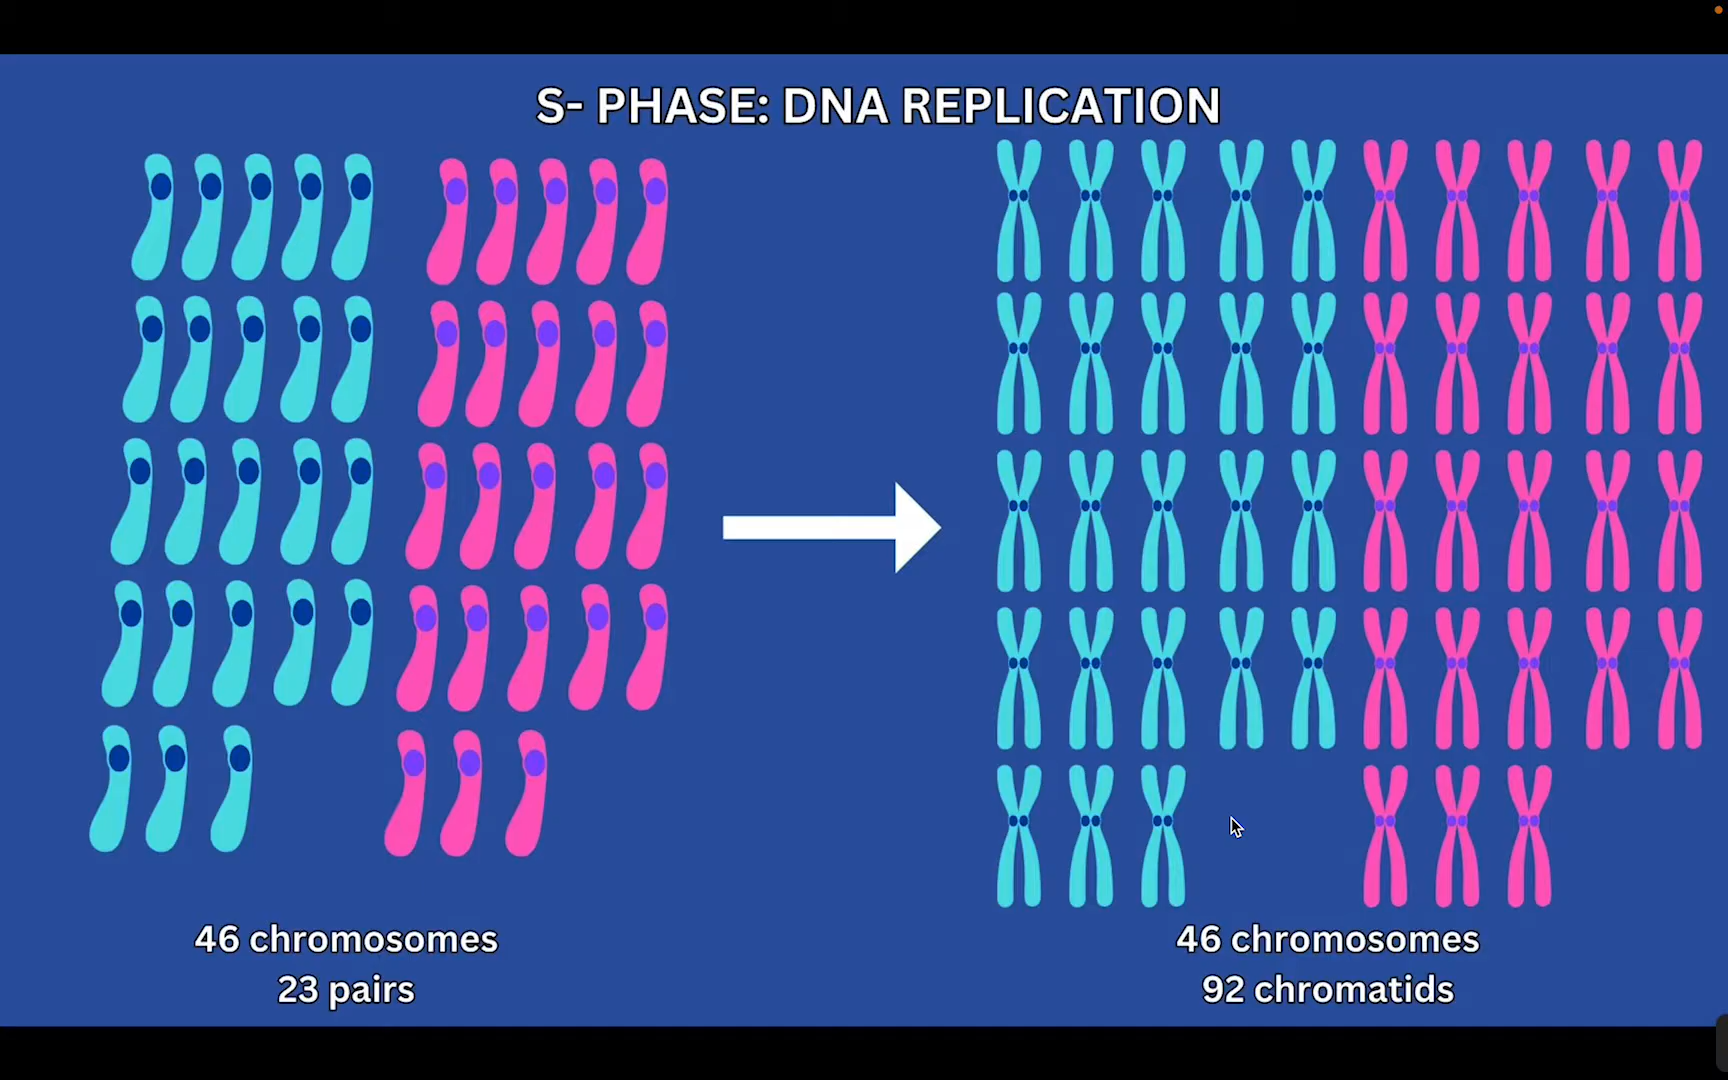 S- PHASE: DNA REPLICATION
46 chromosomes
23 pairs
46 chromosomes
92 chromatids